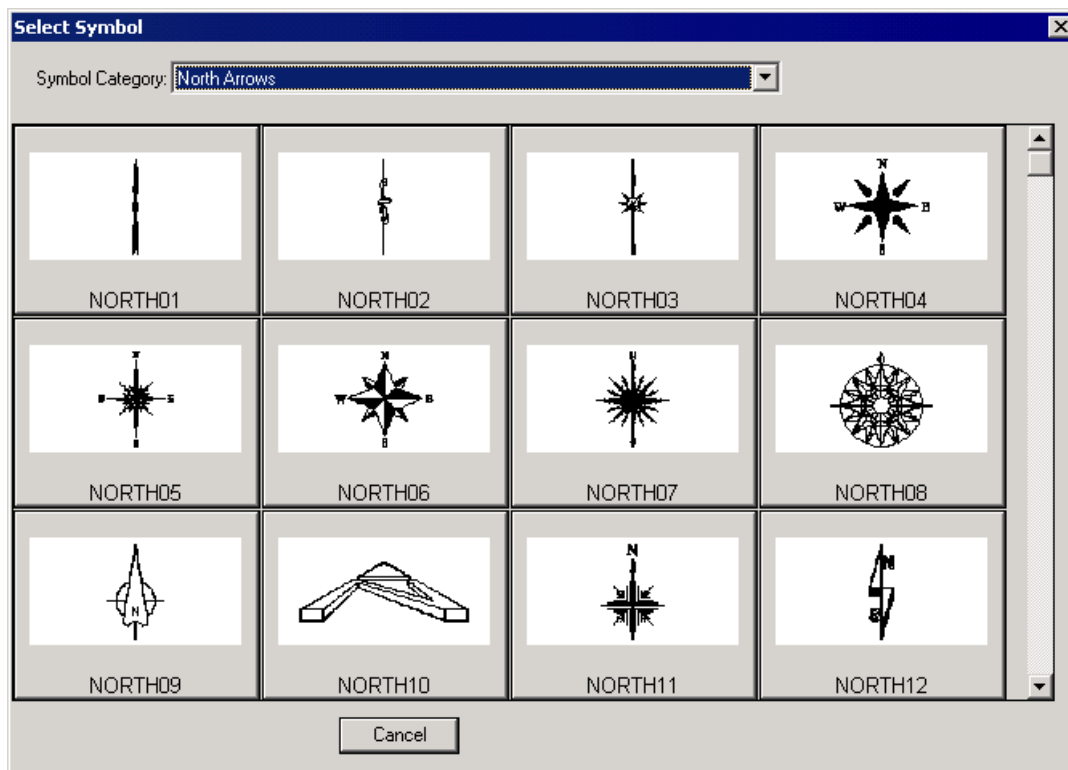 Select Symbol
Symbol Category: North Arrows
NORTH01 NORTH02 NORTH03 NORTH04
N
W E
S
NORTH05 NORTH06 NORTH07 NORTH08
N
W E
S
NORTH09 NORTH10 NORTH11 NORTH12
N
N
N
S
Cancel